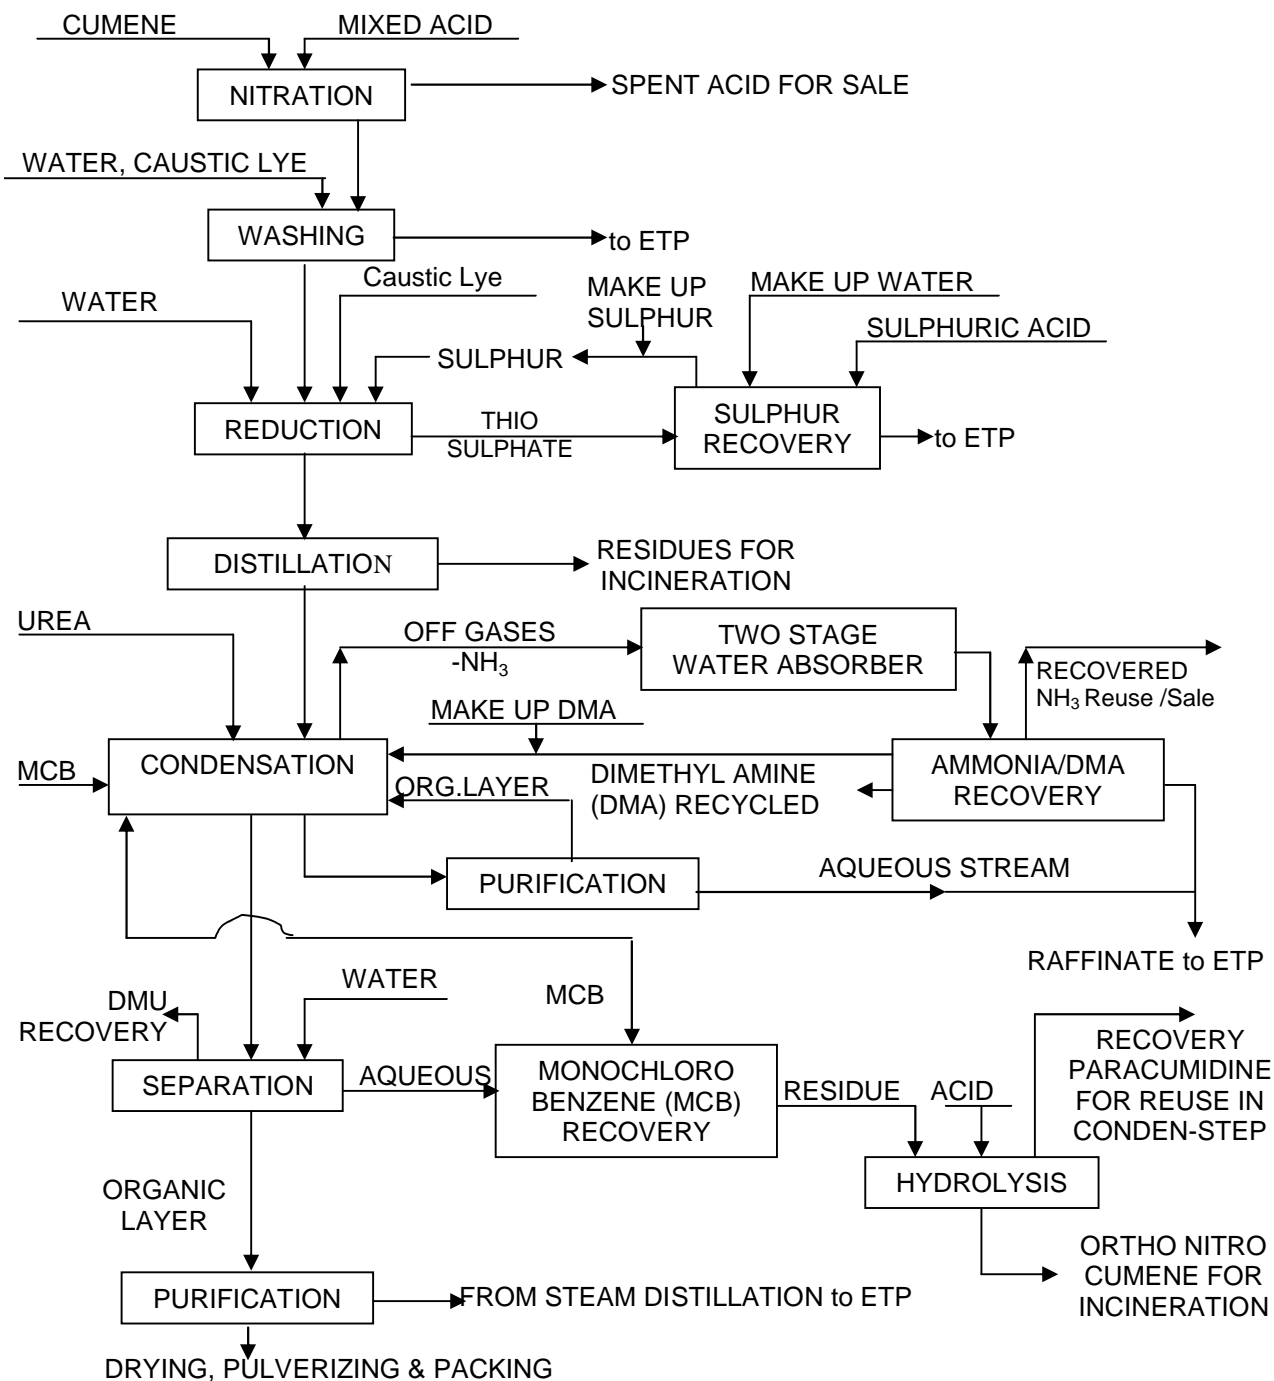 CUMENE
MIXED ACID
NITRATION
SPENT ACID FOR SALE
WATER, CAUSTIC LYE
WASHING
to ETP
WATER
Caustic Lye
MAKE UP
SULPHUR
MAKE UP WATER
SULPHURIC ACID
SULPHUR
REDUCTION
THIO
SULPHATE
SULPHUR
RECOVERY
to ETP
DISTILLATION
RESIDUES FOR
INCINERATION
UREA
OFF GASES
-NH₃
TWO STAGE
WATER ABSORBER
RECOVERED
NH₃ Reuse /Sale
MAKE UP DMA
MCB
CONDENSATION
ORG.LAYER
DIMETHYL AMINE
(DMA) RECYCLED
AMMONIA/DMA
RECOVERY
PURIFICATION
AQUEOUS STREAM
RAFFINATE to ETP
WATER
MCB
DMU
RECOVERY
SEPARATION
AQUEOUS
MONOCHLORO
BENZENE (MCB)
RECOVERY
RESIDUE
ACID
RECOVERY
PARACUMIDINE
FOR REUSE IN
CONDEN-STEP
HYDROLYSIS
ORGANIC
LAYER
ORTHO NITRO
CUMENE FOR
INCINERATION
PURIFICATION
FROM STEAM DISTILLATION to ETP
DRYING, PULVERIZING & PACKING